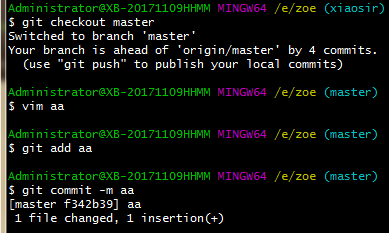 Administrator@XB-20171109HHMM MINGW64 /e/zoe (xiaosir)
$ git checkout master
Switched to branch 'master'
Your branch is ahead of 'origin/master' by 4 commits.
  (use "git push" to publish your local commits)
Administrator@XB-20171109HHMM MINGW64 /e/zoe (master)
$ vim aa
Administrator@XB-20171109HHMM MINGW64 /e/zoe (master)
$ git add aa
Administrator@XB-20171109HHMM MINGW64 /e/zoe (master)
$ git commit -m aa
[master f342b39] aa
 1 file changed, 1 insertion(+)